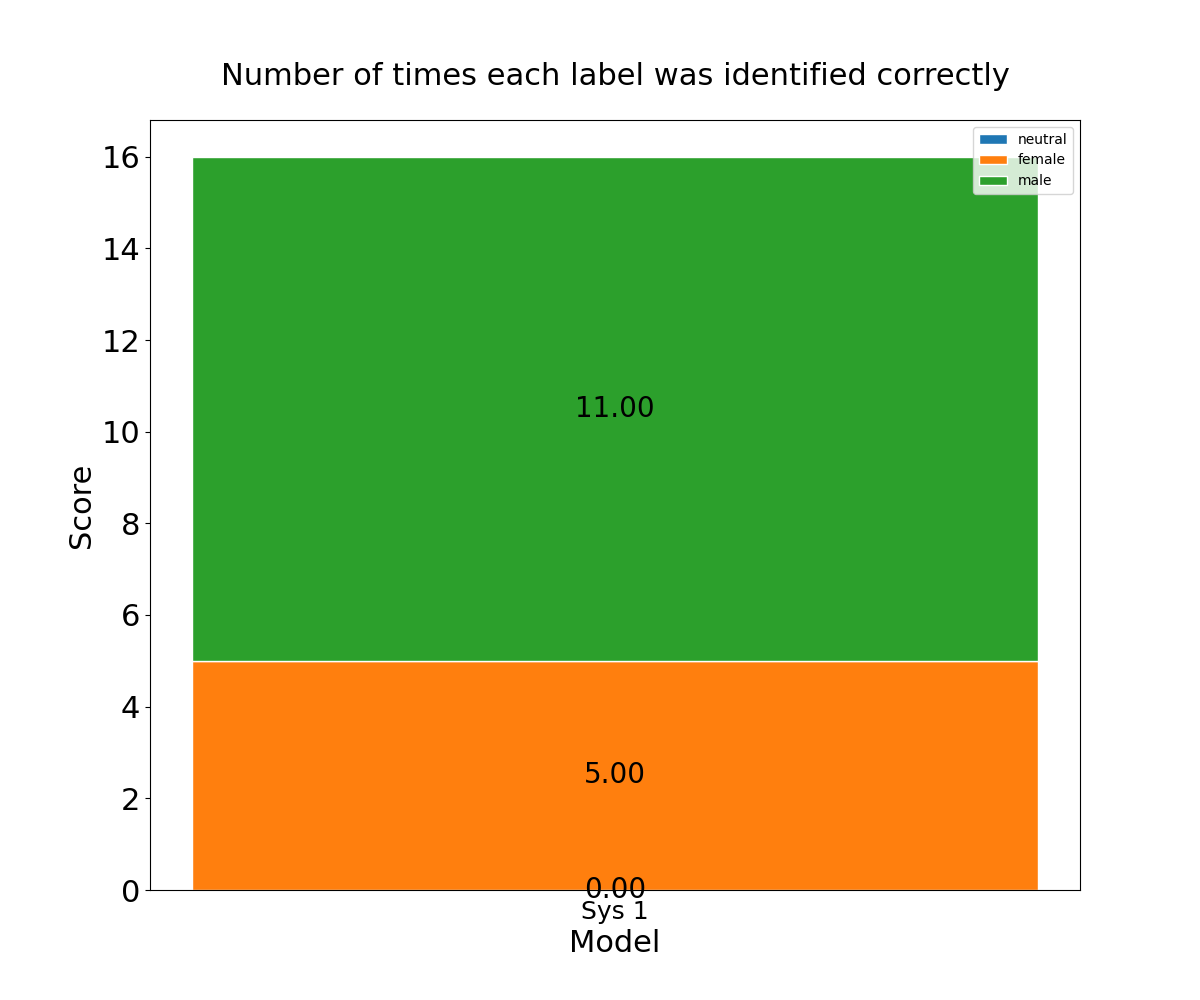 Number of times each label was identified correctly
neutral
female
male
16
14
12
10
8
6
4
2
0
Score
11.00
5.00
0.00
Sys 1
Model